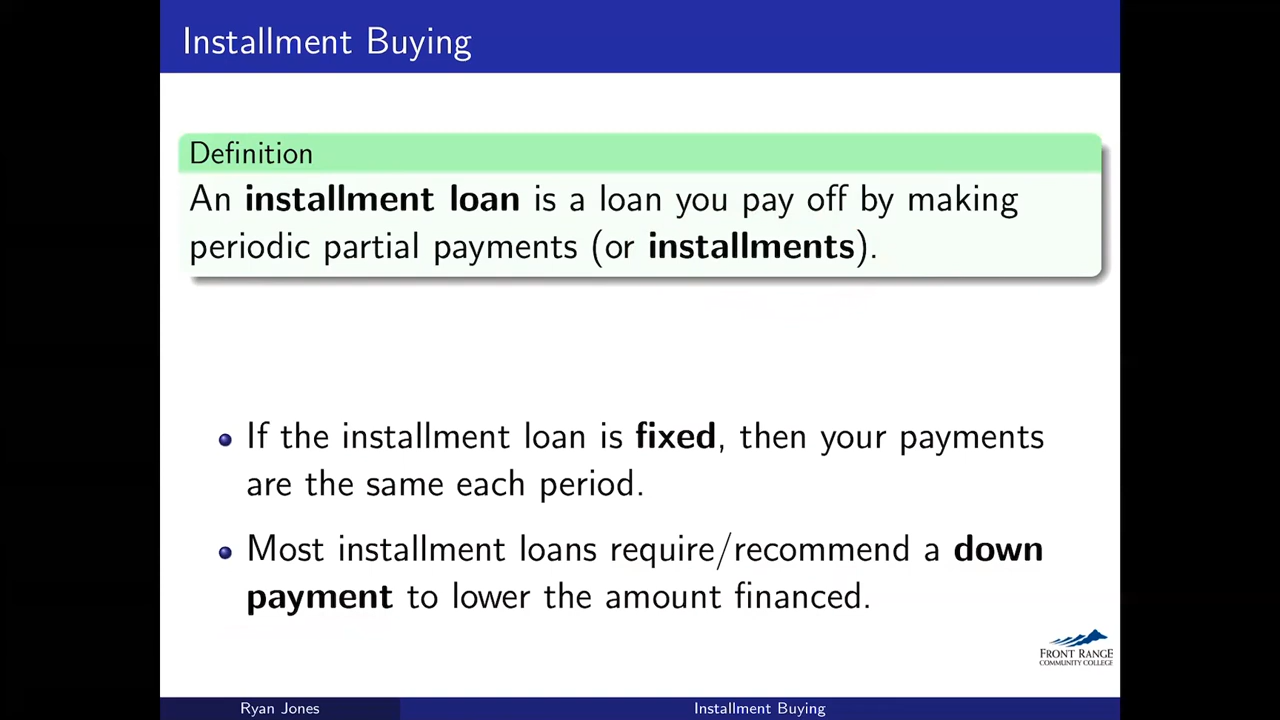 Installment Buying
Definition
An installment loan is a loan you pay off by making
periodic partial payments (or installments).
If the installment loan is fixed, then your payments
are the same each period.
Most installment loans require/recommend a down
payment to lower the amount financed.
FRONT RANGE
COMMUNITY COLLEGE
Ryan Jones
Installment Buying